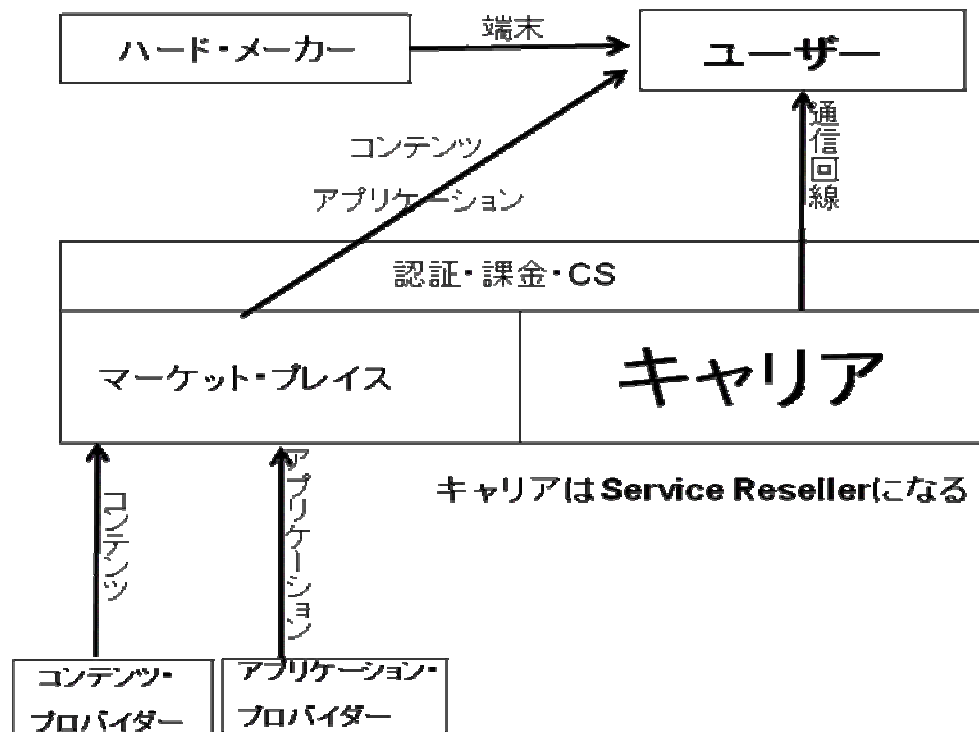 ハード・メーカー
端末
ユーザー
コンテンツ
アプリケーション
通信回線
認証・課金・CS
マーケット・プレイス
キャリア
コンテンツ
アプリケーション
キャリアはService Resellerになる
コンテンツ・
プロバイダー
アプリケーション・
プロバイダー